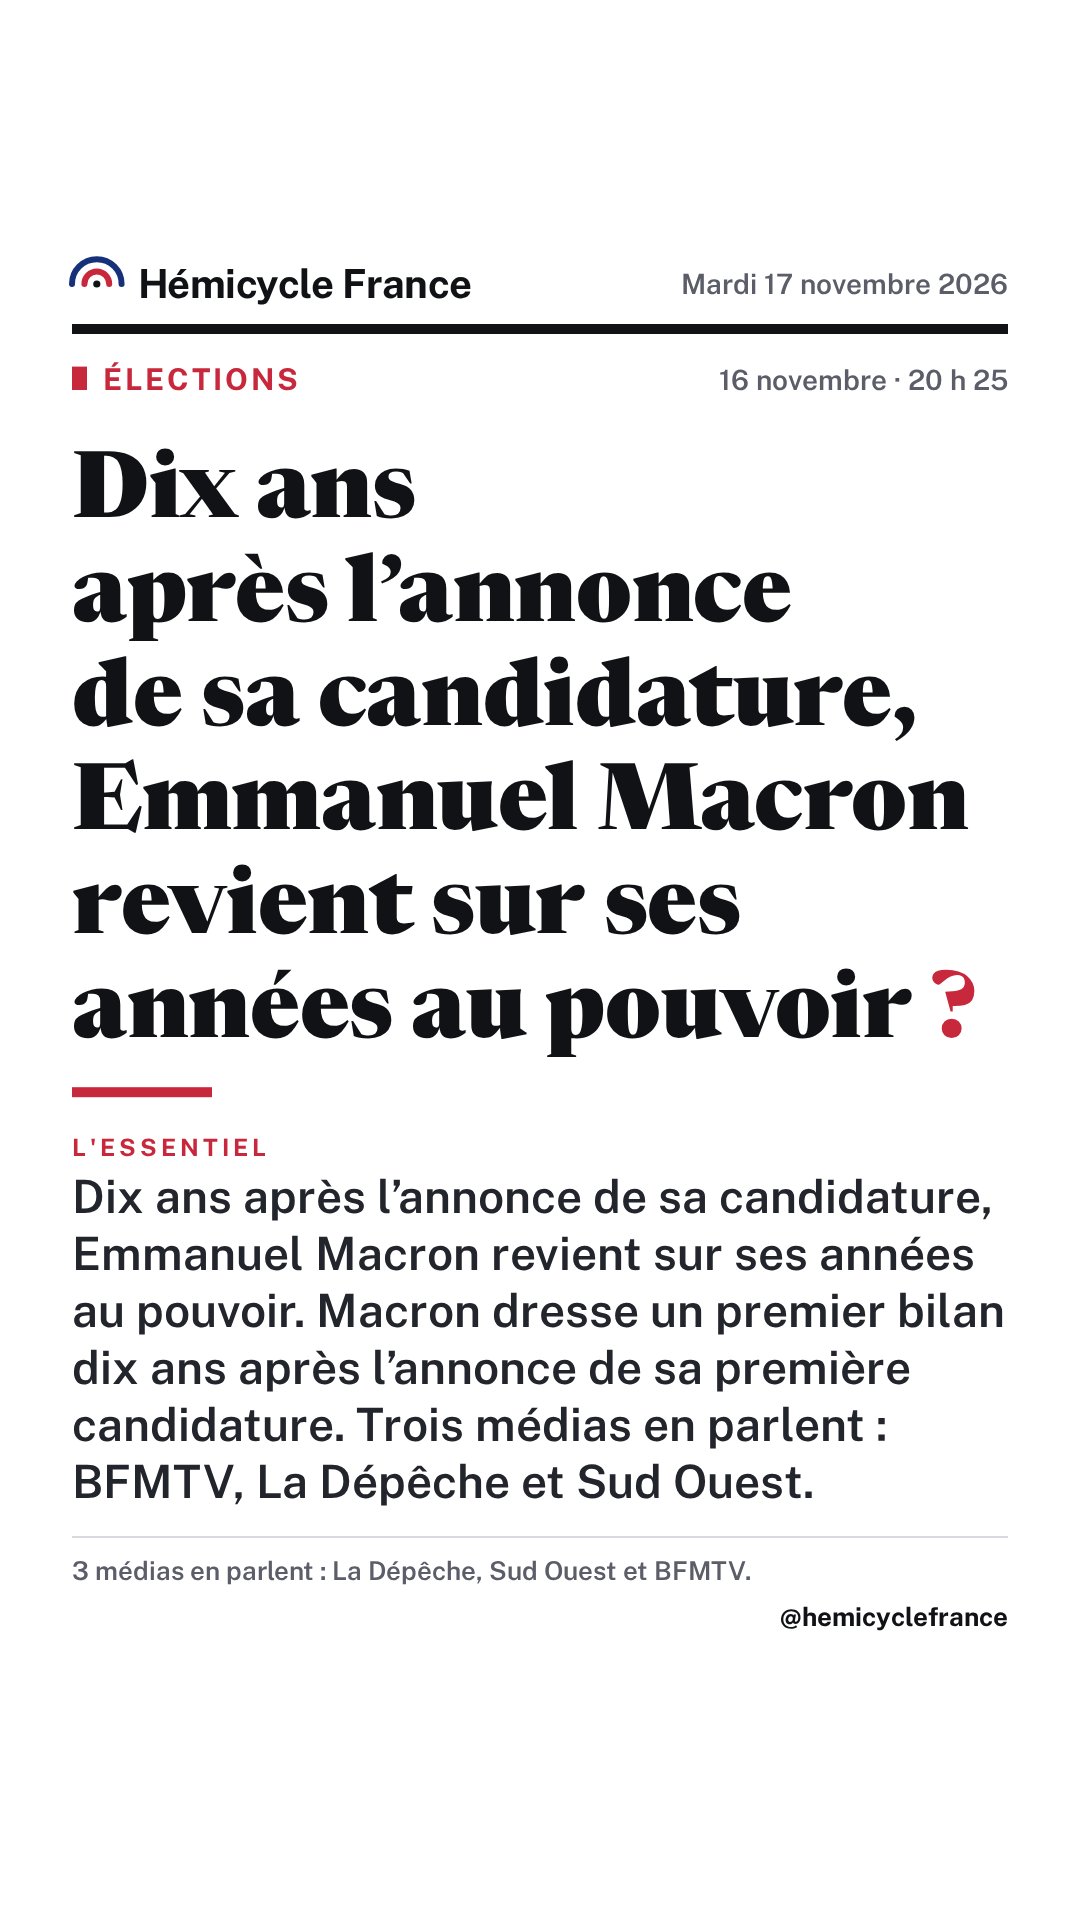 Hémicycle France
Mardi 17 novembre 2026
ÉLECTIONS
16 novembre · 20 h 25
Dix ans
après l’annonce
de sa candidature,
Emmanuel Macron
revient sur ses
années au pouvoir ?
L'ESSENTIEL
Dix ans après l’annonce de sa candidature,
Emmanuel Macron revient sur ses années
au pouvoir. Macron dresse un premier bilan
dix ans après l’annonce de sa première
candidature. Trois médias en parlent :
BFMTV, La Dépêche et Sud Ouest.
3 médias en parlent : La Dépêche, Sud Ouest et BFMTV.
@hemicyclefrance